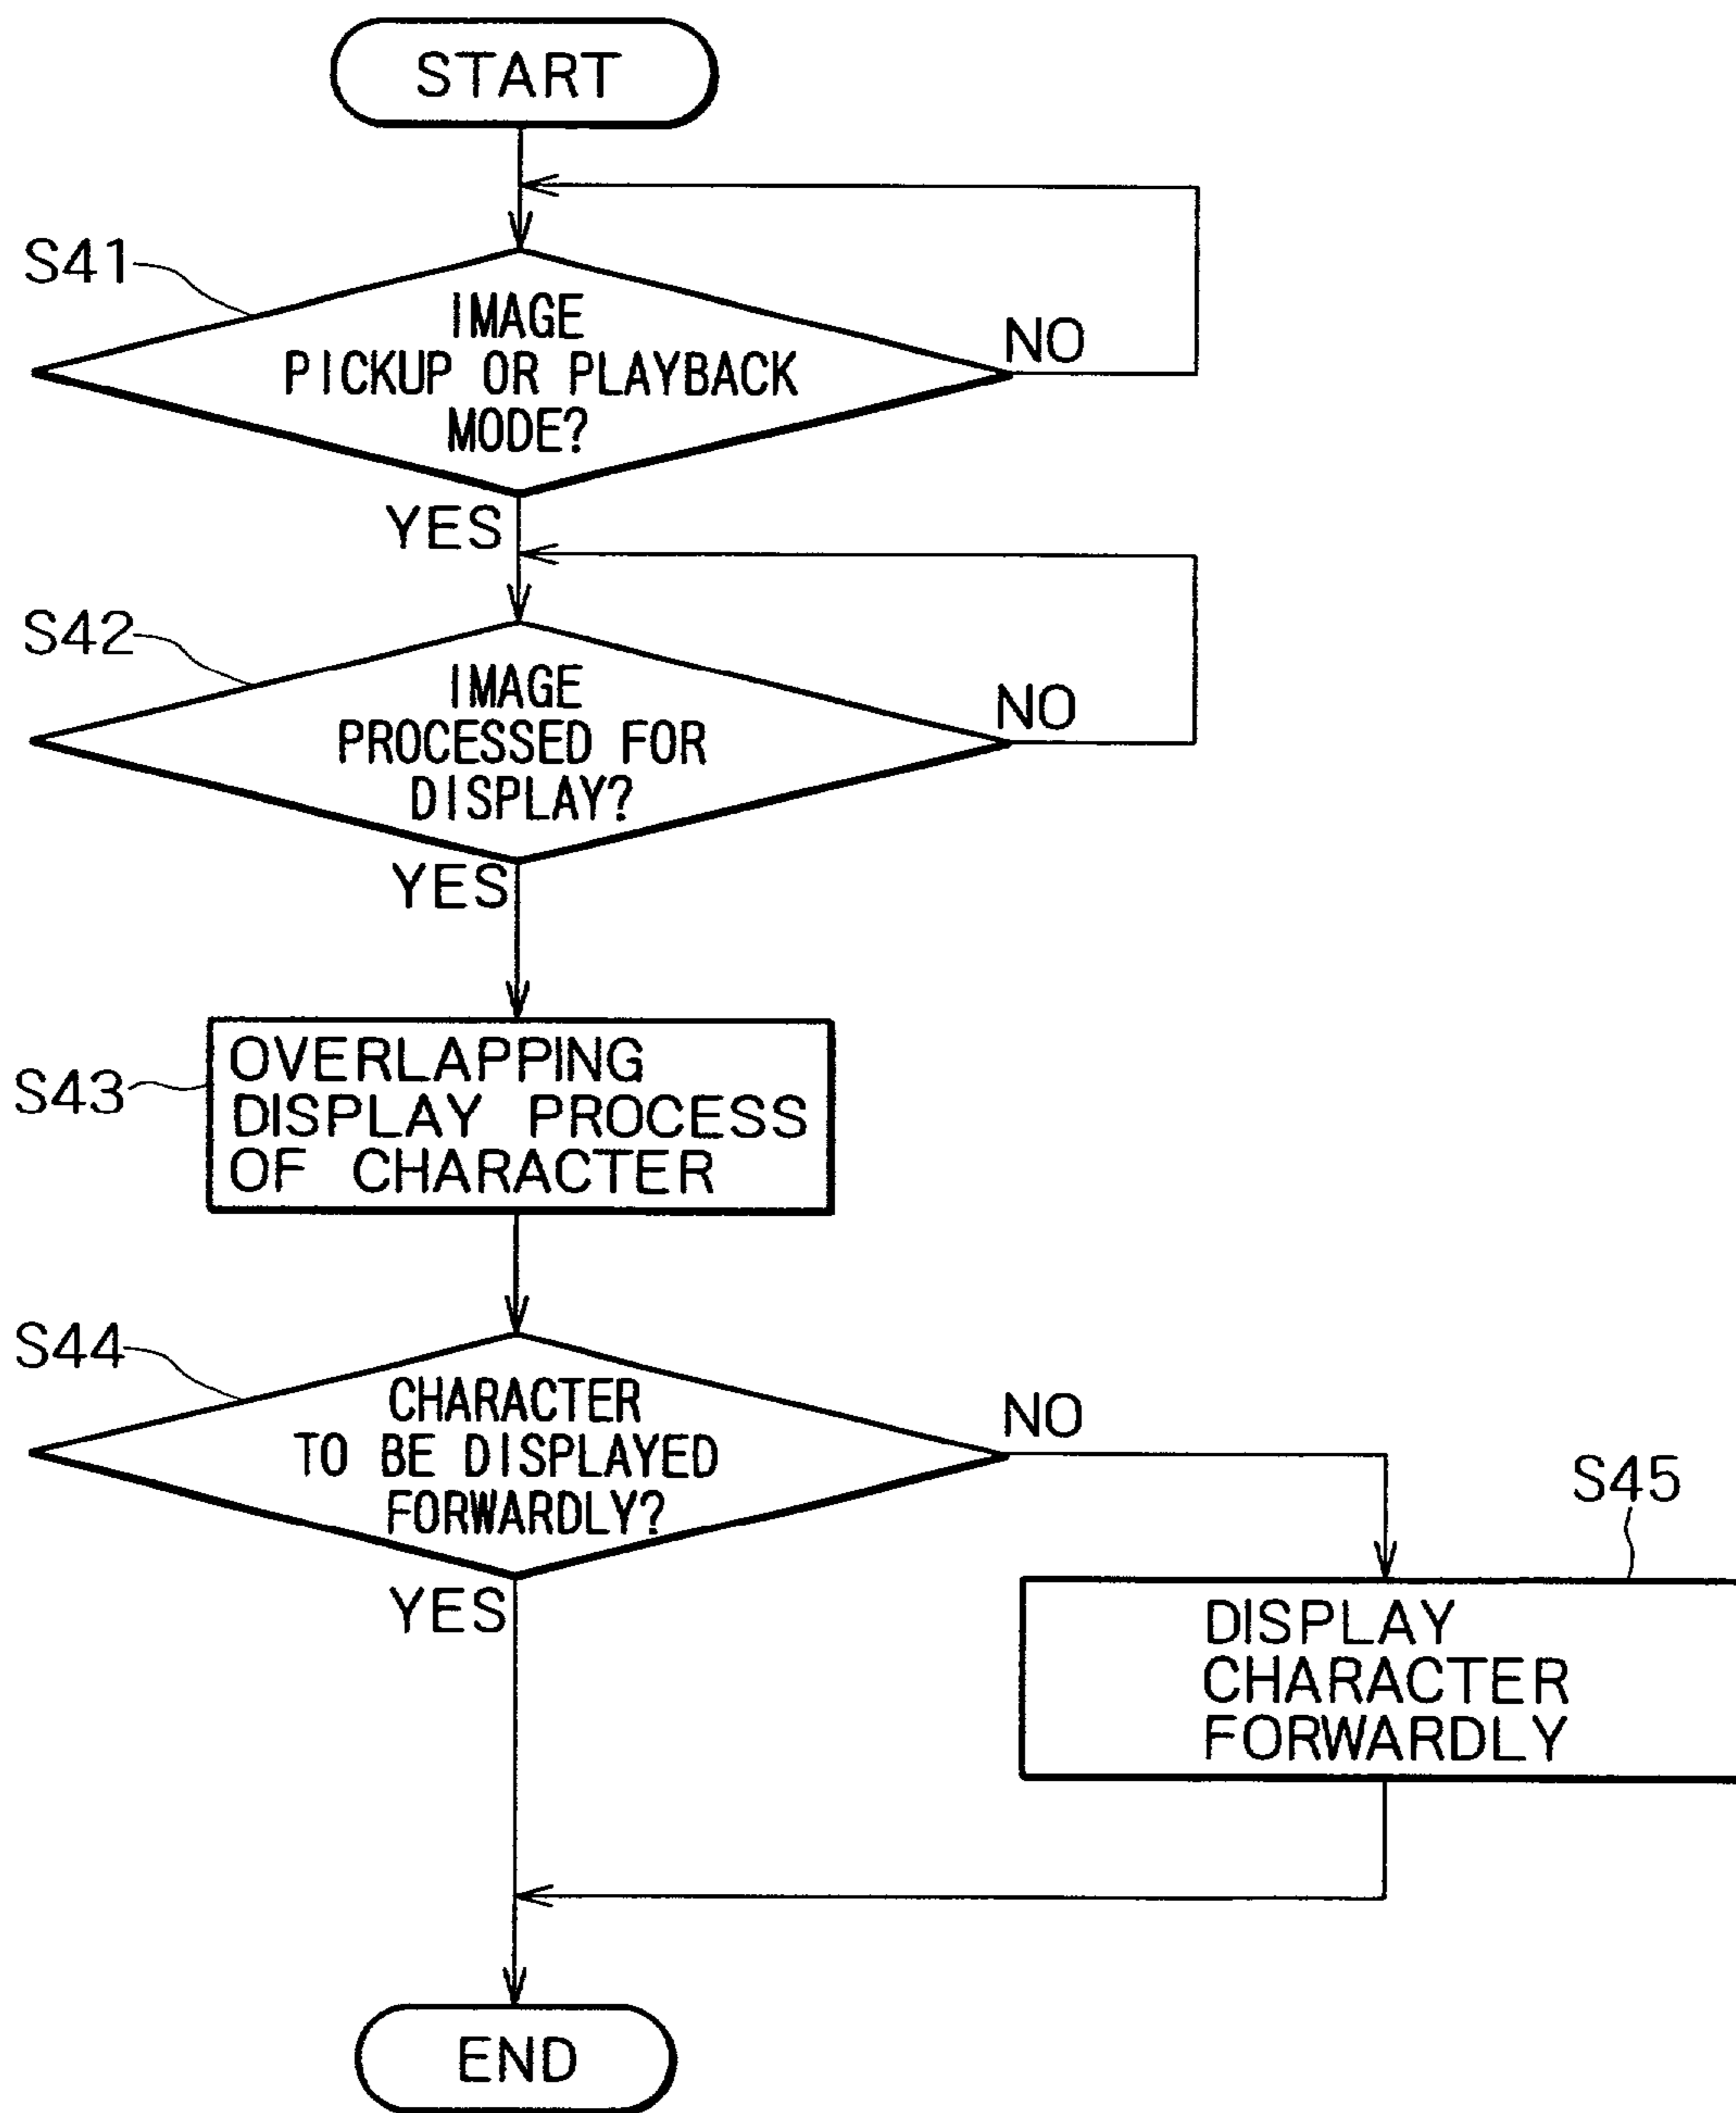 START
S41
IMAGE
PICKUP OR PLAYBACK
MODE?
NO
YES
S42
IMAGE
PROCESSED FOR
DISPLAY?
NO
YES
S43
OVERLAPPING
DISPLAY PROCESS
OF CHARACTER
S44
CHARACTER
TO BE DISPLAYED
FORWARDLY?
NO
YES
S45
DISPLAY
CHARACTER
FORWARDLY
END